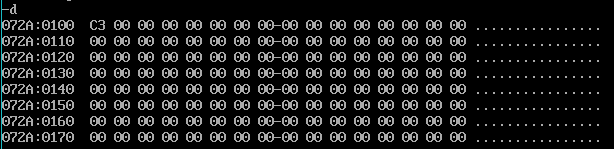 -d
072A:0100  C3 00 00 00 00 00 00 00-00 00 00 00 00 00 00 00 ................
072A:0110  00 00 00 00 00 00 00 00-00 00 00 00 00 00 00 00 ................
072A:0120  00 00 00 00 00 00 00 00-00 00 00 00 00 00 00 00 ................
072A:0130  00 00 00 00 00 00 00 00-00 00 00 00 00 00 00 00 ................
072A:0140  00 00 00 00 00 00 00 00-00 00 00 00 00 00 00 00 ................
072A:0150  00 00 00 00 00 00 00 00-00 00 00 00 00 00 00 00 ................
072A:0160  00 00 00 00 00 00 00 00-00 00 00 00 00 00 00 00 ................
072A:0170  00 00 00 00 00 00 00 00-00 00 00 00 00 00 00 00 ................